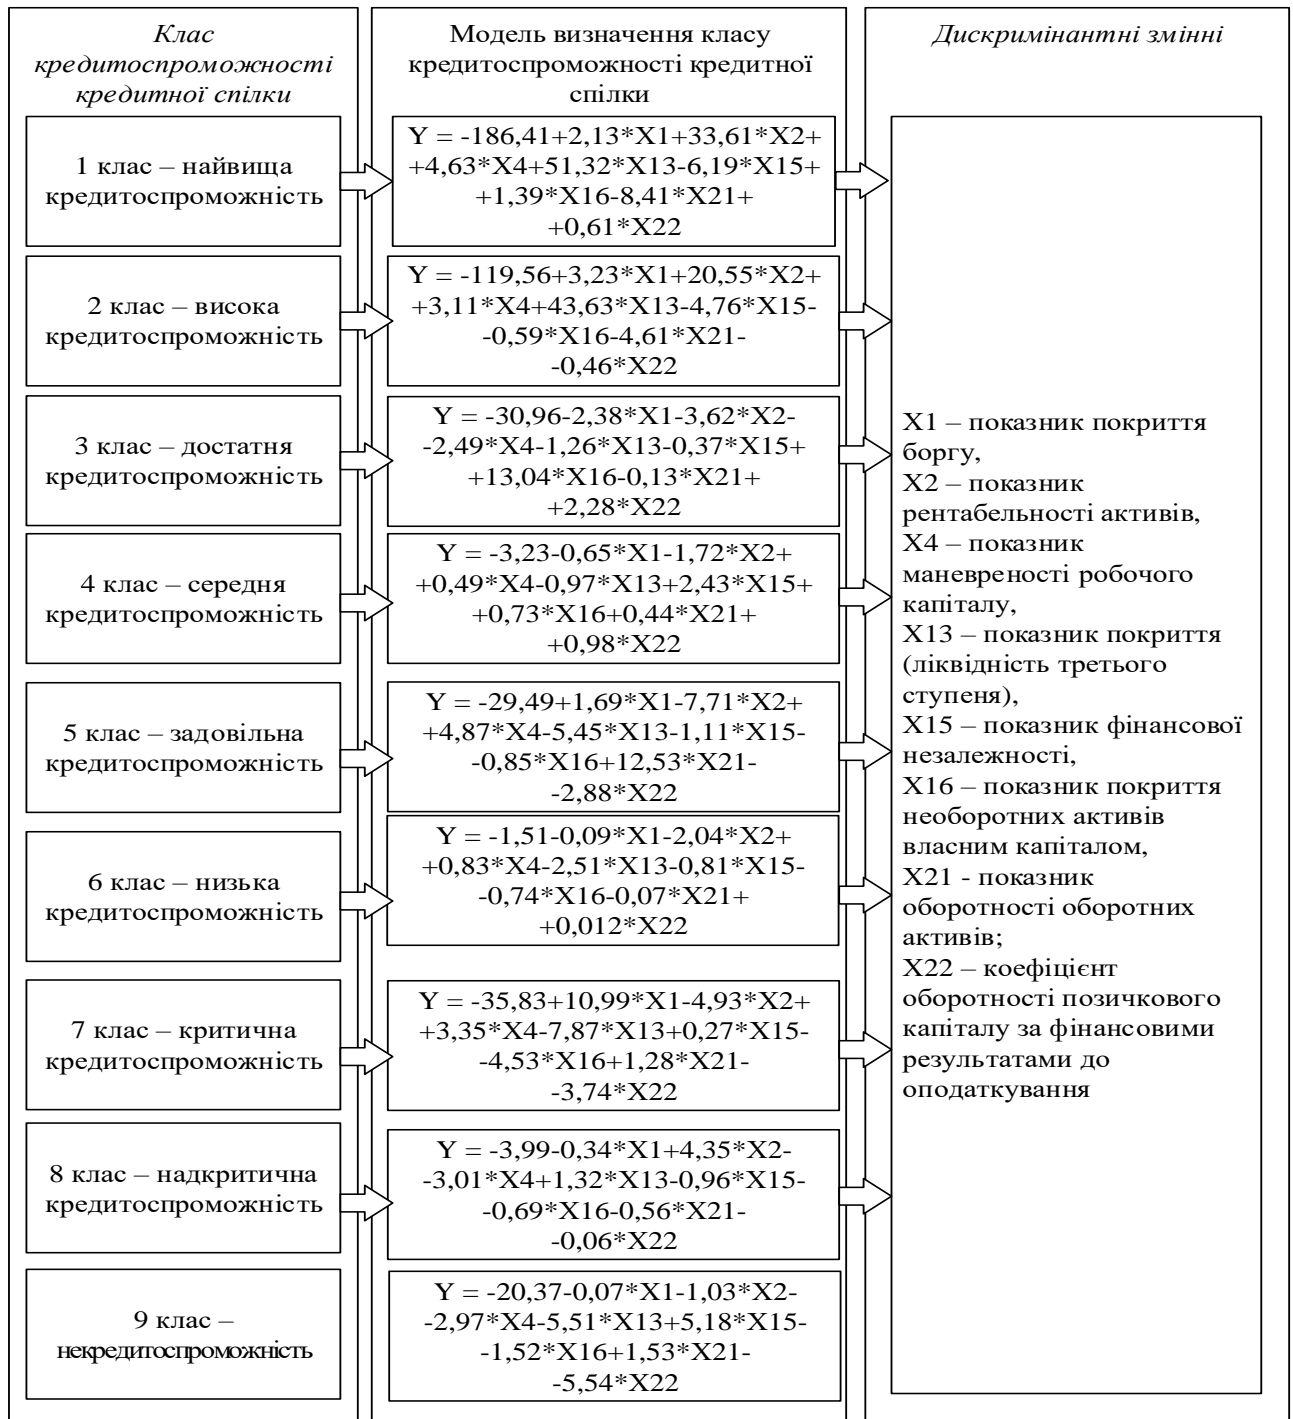 Клас
кредитоспроможності
кредитної спілки
Модель визначення класу
кредитоспроможності кредитної
спілки
Дискримінантні змінні
1 клас – найвища
кредитоспроможність
Y = -186,41+2,13*X1+33,61*X2+
+4,63*X4+51,32*X13-6,19*X15+
+1,39*X16-8,41*X21+
+0,61*X22
2 клас – висока
кредитоспроможність
Y = -119,56+3,23*X1+20,55*X2+
+3,11*X4+43,63*X13-4,76*X15-
-0,59*X16-4,61*X21-
-0,46*X22
3 клас – достатня
кредитоспроможність
Y = -30,96-2,38*X1-3,62*X2-
-2,49*X4-1,26*X13-0,37*X15+
+13,04*X16-0,13*X21+
+2,28*X22
4 клас – середня
кредитоспроможність
Y = -3,23-0,65*X1-1,72*X2+
+0,49*X4-0,97*X13+2,43*X15+
+0,73*X16+0,44*X21+
+0,98*X22
5 клас – задовільна
кредитоспроможність
Y = -29,49+1,69*X1-7,71*X2+
+4,87*X4-5,45*X13-1,11*X15-
-0,85*X16+12,53*X21-
-2,88*X22
6 клас – низька
кредитоспроможність
Y = -1,51-0,09*X1-2,04*X2+
+0,83*X4-2,51*X13-0,81*X15-
-0,74*X16-0,07*X21+
+0,012*X22
7 клас – критична
кредитоспроможність
Y = -35,83+10,99*X1-4,93*X2+
+3,35*X4-7,87*X13+0,27*X15-
-4,53*X16+1,28*X21-
-3,74*X22
8 клас – надкритична
кредитоспроможність
Y = -3,99-0,34*X1+4,35*X2-
-3,01*X4+1,32*X13-0,96*X15-
-0,69*X16-0,56*X21-
-0,06*X22
9 клас –
некредитоспроможність
Y = -20,37-0,07*X1-1,03*X2-
-2,97*X4-5,51*X13+5,18*X15-
-1,52*X16+1,53*X21-
-5,54*X22
X1 – показник покриття
боргу,
X2 – показник
рентабельності активів,
X4 – показник
маневреності робочого
капіталу,
X13 – показник покриття
(ліквідність третього
ступеня),
X15 – показник фінансової
незалежності,
X16 – показник покриття
необоротних активів
власним капіталом,
X21 - показник
оборотності оборотних
активів;
X22 – коефіцієнт
оборотності позичкового
капіталу за фінансовими
результатами до
оподаткування